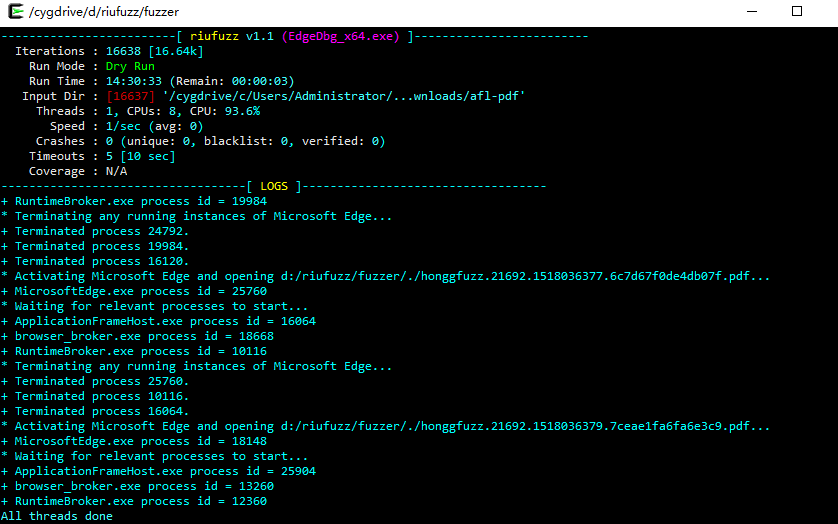 /cygdrive/d/riufuzz/fuzzer
-------------------------[ riufuzz v1.1 (EdgeDbg_x64.exe) ]-------------------------
Iterations : 16638 [16.64k]
Run Mode : Dry Run
Run Time : 14:30:33 (Remain: 00:00:03)
Input Dir : [16637] '/cygdrive/c/Users/Administrator/...wnloads/afl-pdf'
Threads : 1, CPUs: 8, CPU: 93.6%
Speed : 1/sec (avg: 0)
Crashes : 0 (unique: 0, blacklist: 0, verified: 0)
Timeouts : 5 [10 sec]
Coverage : N/A
-----------------------------------[ LOGS ]-----------------------------------
+ RuntimeBroker.exe process id = 19984
* Terminating any running instances of Microsoft Edge...
+ Terminated process 24792.
+ Terminated process 19984.
+ Terminated process 16120.
* Activating Microsoft Edge and opening d:/riufuzz/fuzzer/./honggfuzz.21692.1518036377.6c7d67f0de4db07f.pdf...
+ MicrosoftEdge.exe process id = 25760
* Waiting for relevant processes to start...
+ ApplicationFrameHost.exe process id = 16064
+ browser_broker.exe process id = 18668
+ RuntimeBroker.exe process id = 10116
* Terminating any running instances of Microsoft Edge...
+ Terminated process 25760.
+ Terminated process 10116.
+ Terminated process 16064.
* Activating Microsoft Edge and opening d:/riufuzz/fuzzer/./honggfuzz.21692.1518036379.7ceae1fa6fa6e3c9.pdf...
+ MicrosoftEdge.exe process id = 18148
* Waiting for relevant processes to start...
+ ApplicationFrameHost.exe process id = 25904
+ browser_broker.exe process id = 13260
+ RuntimeBroker.exe process id = 12360
All threads done